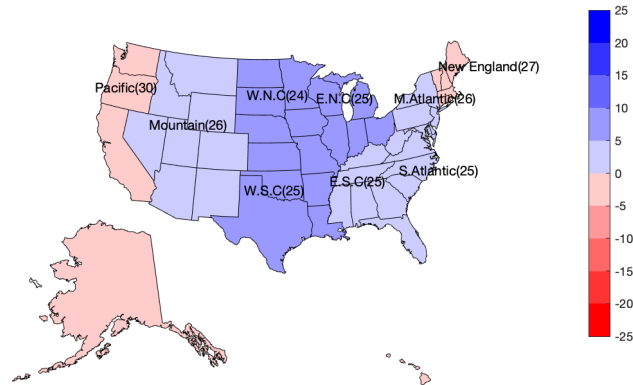 New England(27)
Pacific(30)
W.N.C(24)
E.N.C(25)
M.Atlantic(26)
Mountain(26)
S.Atlantic(25)
E.S.C(25)
W.S.C(25)
25
20
15
10
5
0
-5
-10
-15
-20
-25